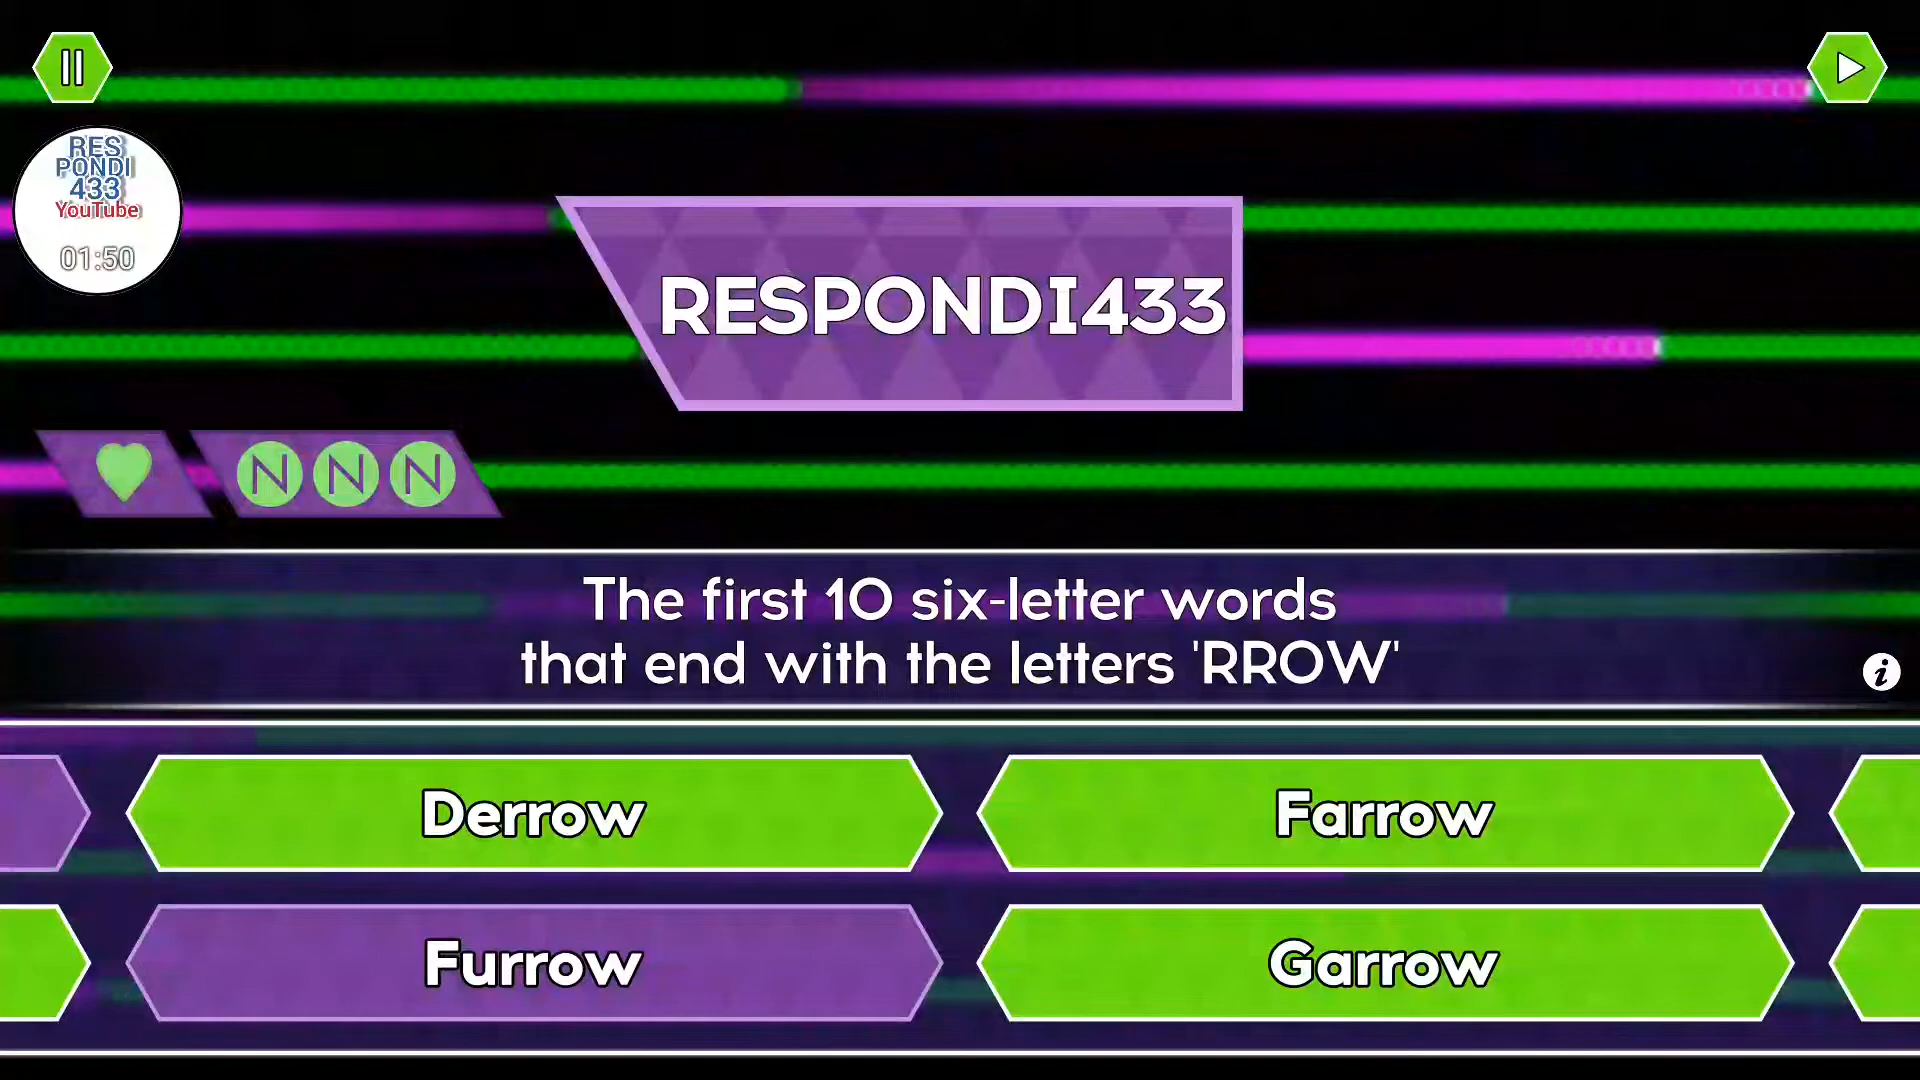 RES
PONDI
433
YouTube
01:50
RESPONDI433
N N N
The first 10 six-letter words
that end with the letters 'RROW'
i
Derrow
Farrow
Furrow
Garrow